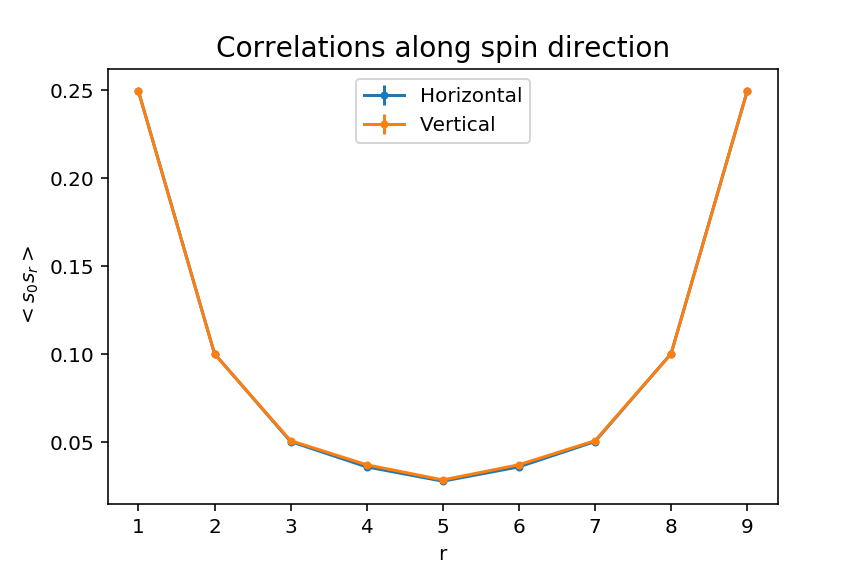 Correlations along spin direction
Horizontal
Vertical
0.25
0.20
0.15
0.10
0.05
< s₀sᵣ >
1 2 3 4 5 6 7 8 9
r